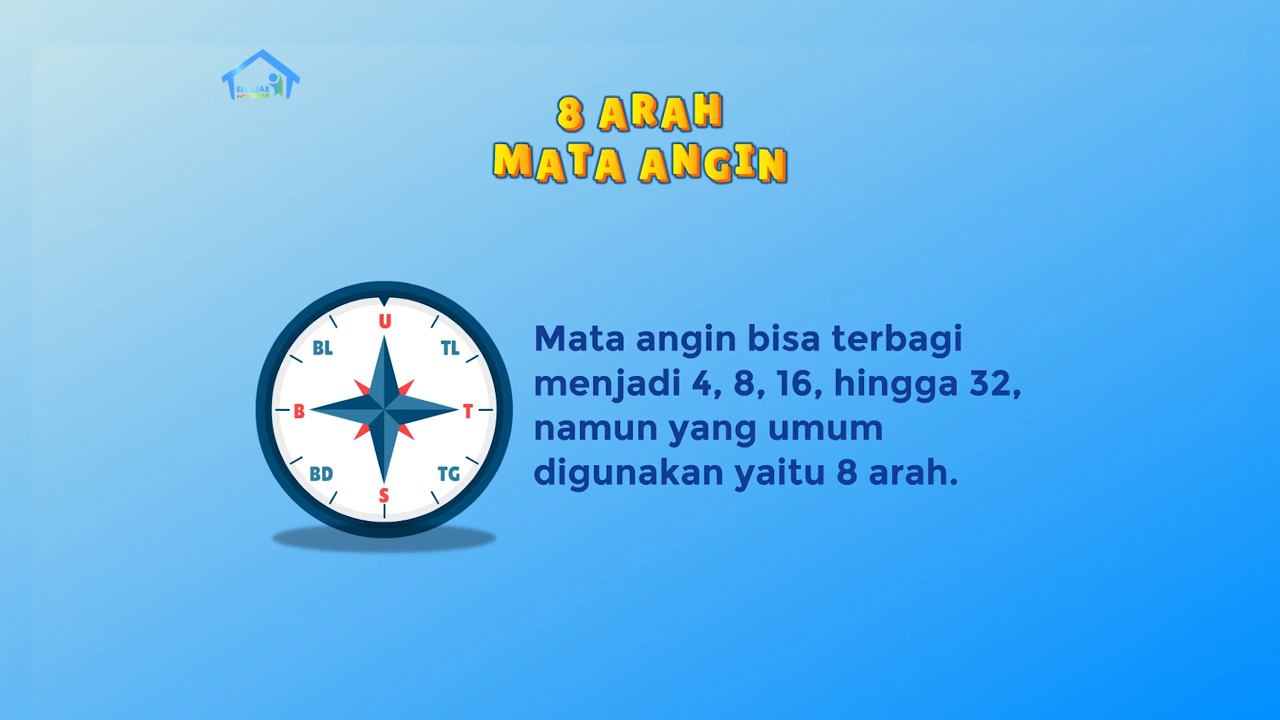 BELAJAR
8 ARAH
MATA ANGIN
U
BL
TL
B
T
BD
TG
S
Mata angin bisa terbagi
menjadi 4, 8, 16, hingga 32,
namun yang umum
digunakan yaitu 8 arah.